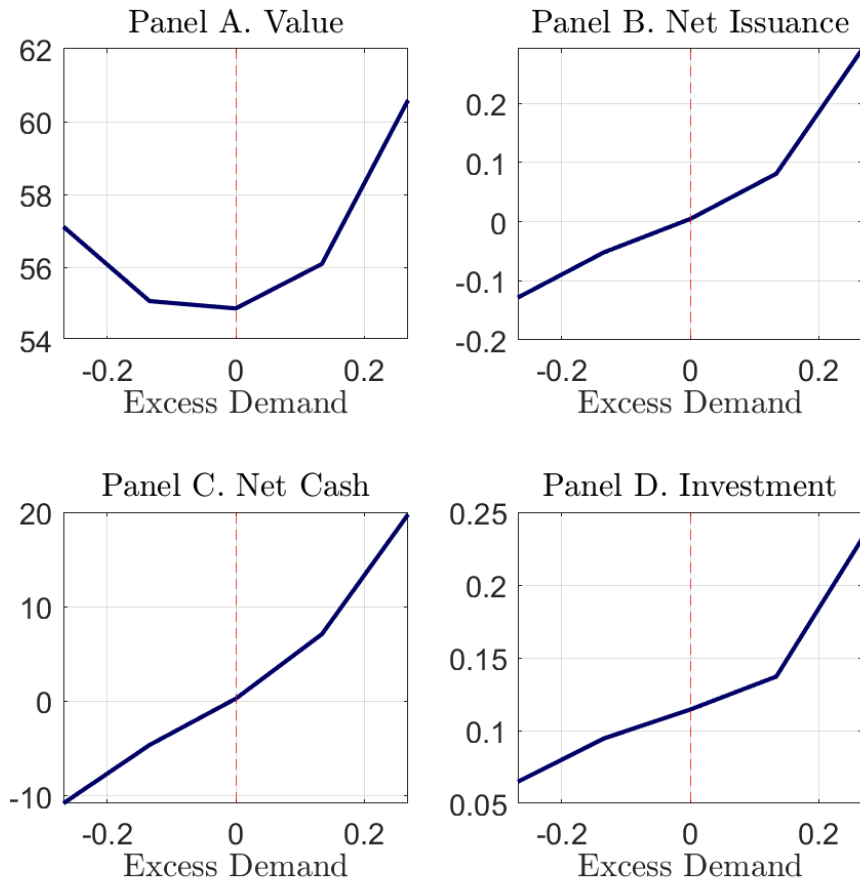 Panel A. Value
62
60
58
56
54
-0.2 0 0.2
Excess Demand
Panel B. Net Issuance
0.2
0.1
0
-0.1
-0.2
-0.2 0 0.2
Excess Demand
Panel C. Net Cash
20
10
0
-10
-0.2 0 0.2
Excess Demand
Panel D. Investment
0.25
0.2
0.15
0.1
0.05
-0.2 0 0.2
Excess Demand